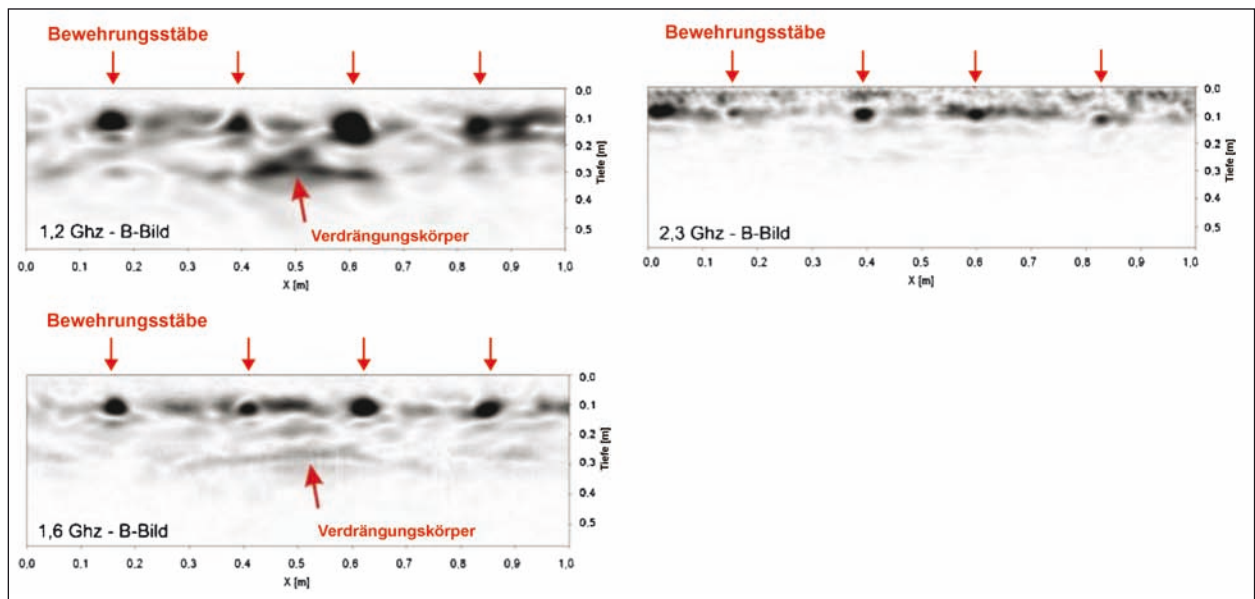 Bewehrungsstäbe
0,0
0.1
0.2
0.3
0.4
0.5
Tiefe [m]
Verdrängungskörper
1,2 Ghz - B-Bild
0.0 0.1 0.2 0.3 0.4 0.5 0.6 0.7 0.8 0.9 1,0
X [m]
Bewehrungsstäbe
0,0
0.1
0.2
0.3
0.4
0.5
Tiefe [m]
2,3 Ghz - B-Bild
0.0 0.1 0.2 0.3 0.4 0.5 0.6 0.7 0.8 0,9 1.0
X [m]
Bewehrungsstäbe
0,0
0.1
0.2
0.3
0.4
0.5
Tiefe [m]
Verdrängungskörper
1,6 Ghz - B-Bild
0,0 0.1 0.2 0.3 0.4 0.5 0.6 0.7 0.8 0.9 1,0
X [m]